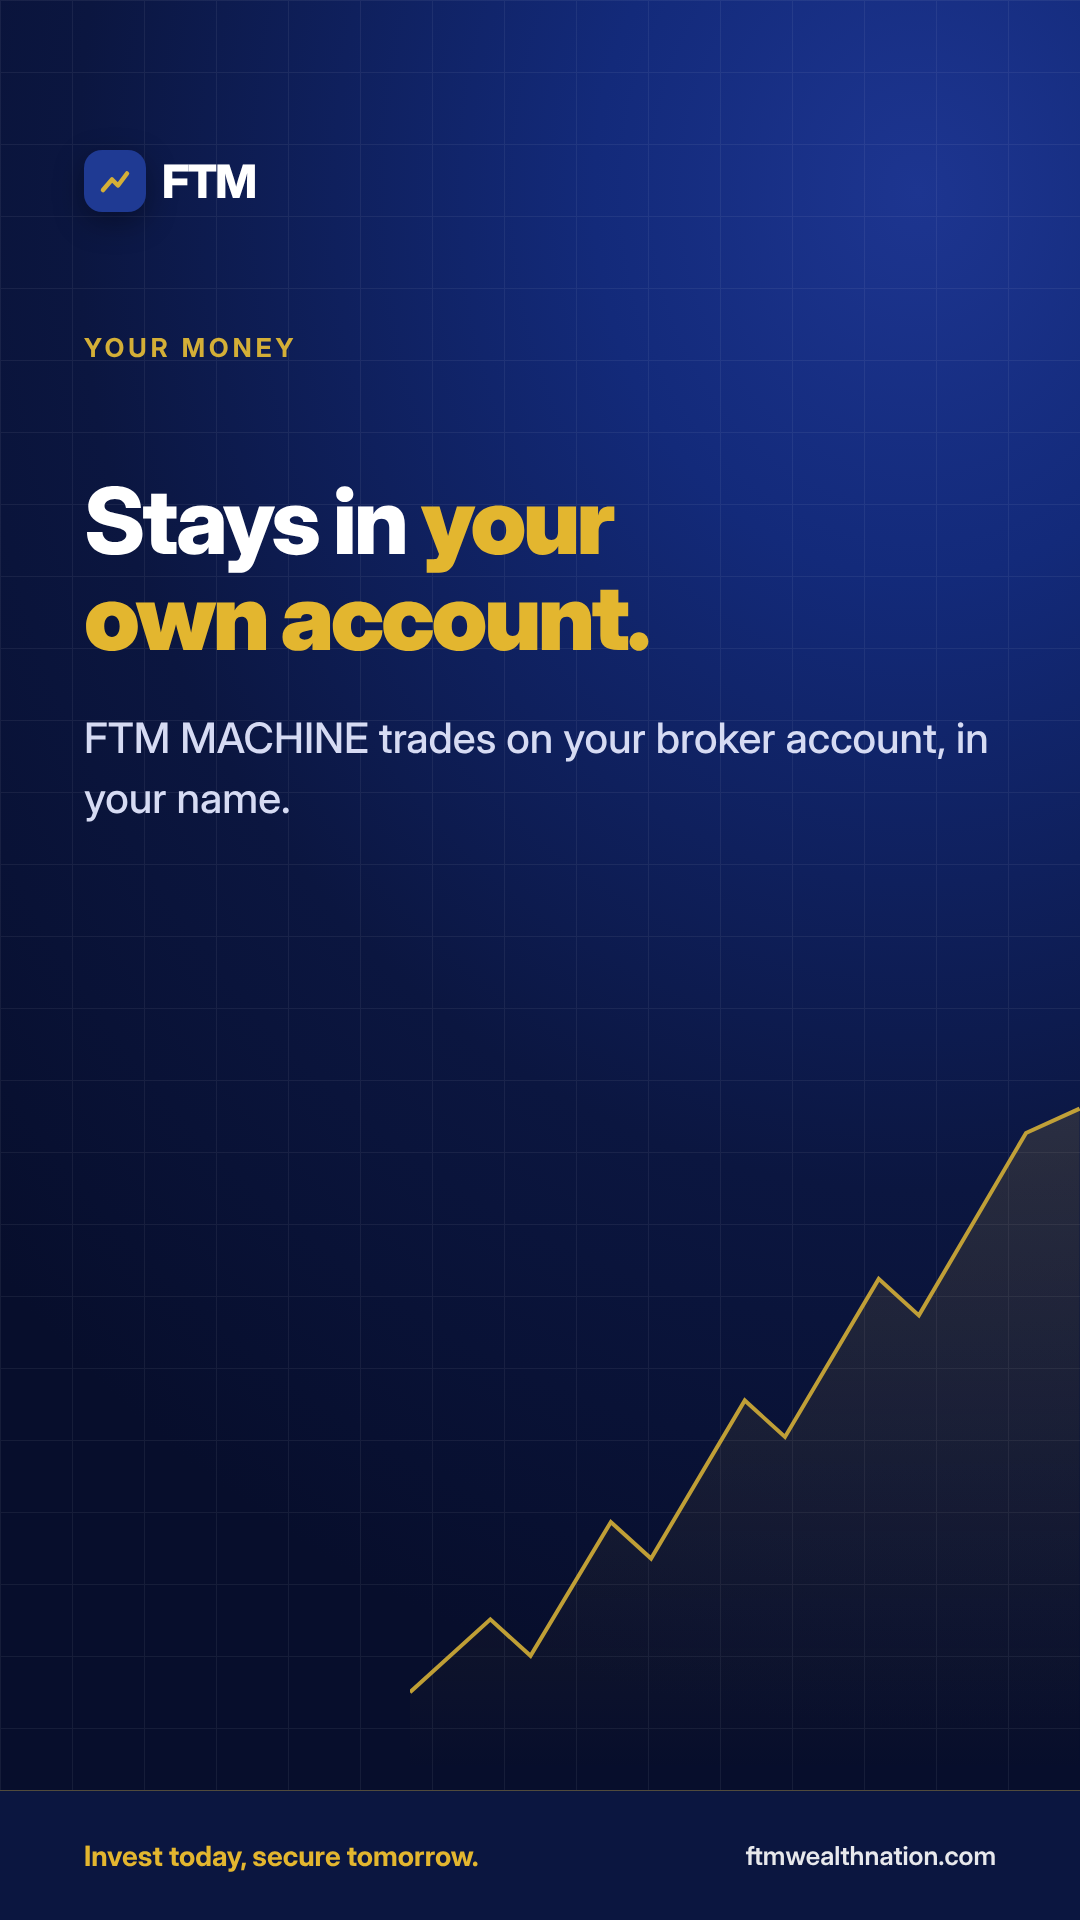 FTM
YOUR MONEY
Stays in your
own account.
FTM MACHINE trades on your broker account, in
your name.
Invest today, secure tomorrow.
ftmwealthnation.com